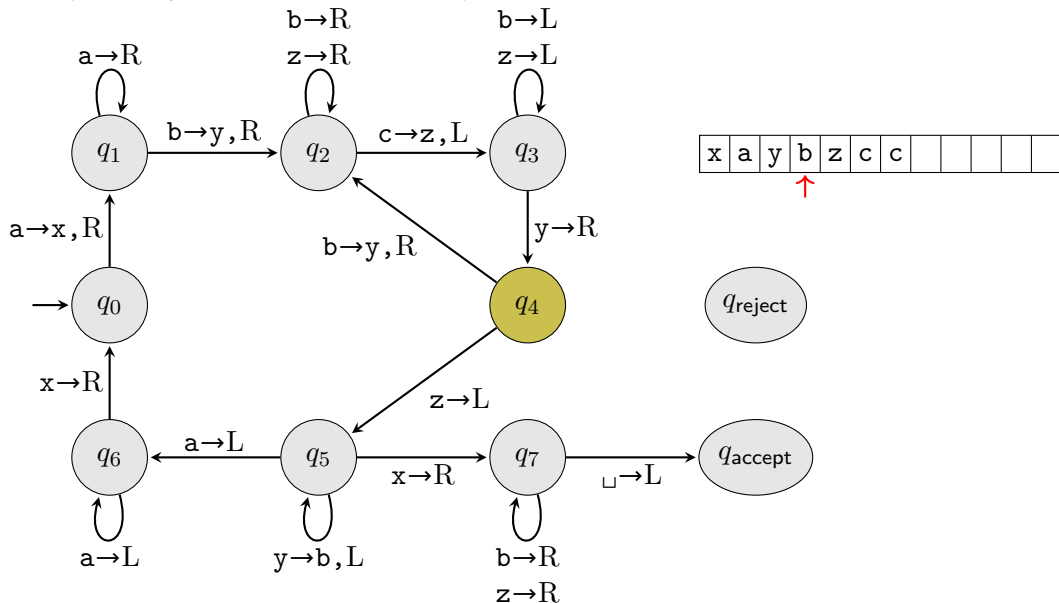 b→R
z→R
b→L
z→L
a→R
q1
b→y,R
q2
c→z,L
q3
x a y b z c c
a→x,R
b→y,R
y→R
q0
q4
qreject
x→R
z→L
q6
a→L
q5
x→R
q7
␣→L
qaccept
a→L
y→b,L
b→R
z→R